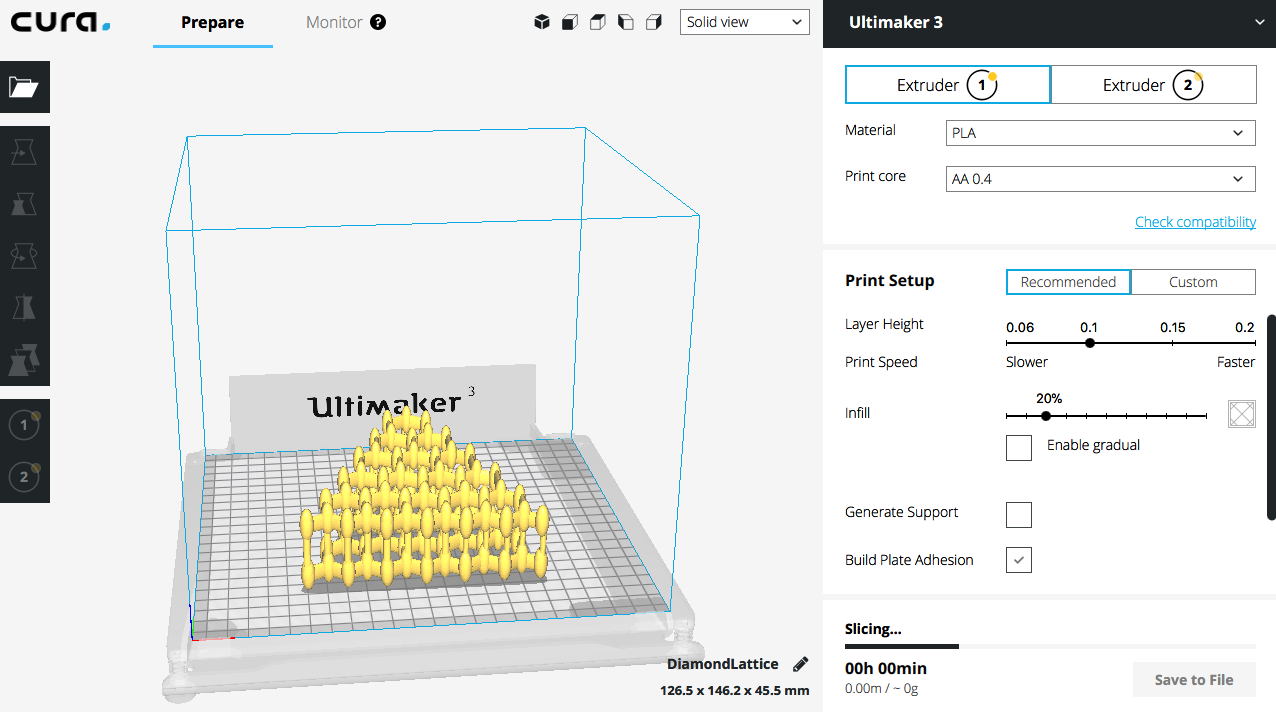 cura.
Prepare
Monitor ?
Solid view
Ultimaker 3
Extruder 1
Extruder 2
Material
PLA
Print core
AA 0.4
Check compatibility
Print Setup
Recommended
Custom
Layer Height
0.06 0.1 0.15 0.2
Print Speed
Slower
Faster
20%
Infill
Enable gradual
Generate Support
Build Plate Adhesion
Slicing...
00h 00min
0.00m / ~ 0g
Save to File
1
2
Ultimaker 3
DiamondLattice
126.5 x 146.2 x 45.5 mm